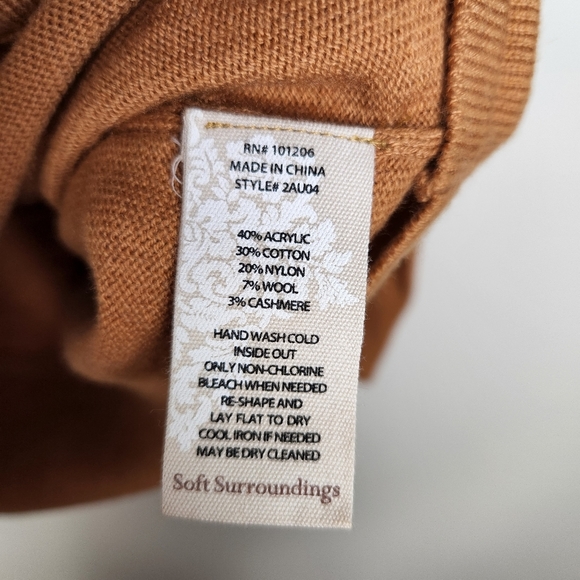 RN# 101206
MADE IN CHINA
STYLE# 2AU04
40% ACRYLIC
30% COTTON
20% NYLON
7% WOOL
3% CASHMERE
HAND WASH COLD
INSIDE OUT
ONLY NON-CHLORINE
BLEACH WHEN NEEDED
RE-SHAPE AND
LAY FLAT TO DRY
COOL IRON IF NEEDED
MAY BE DRY CLEANED
Soft Surroundings